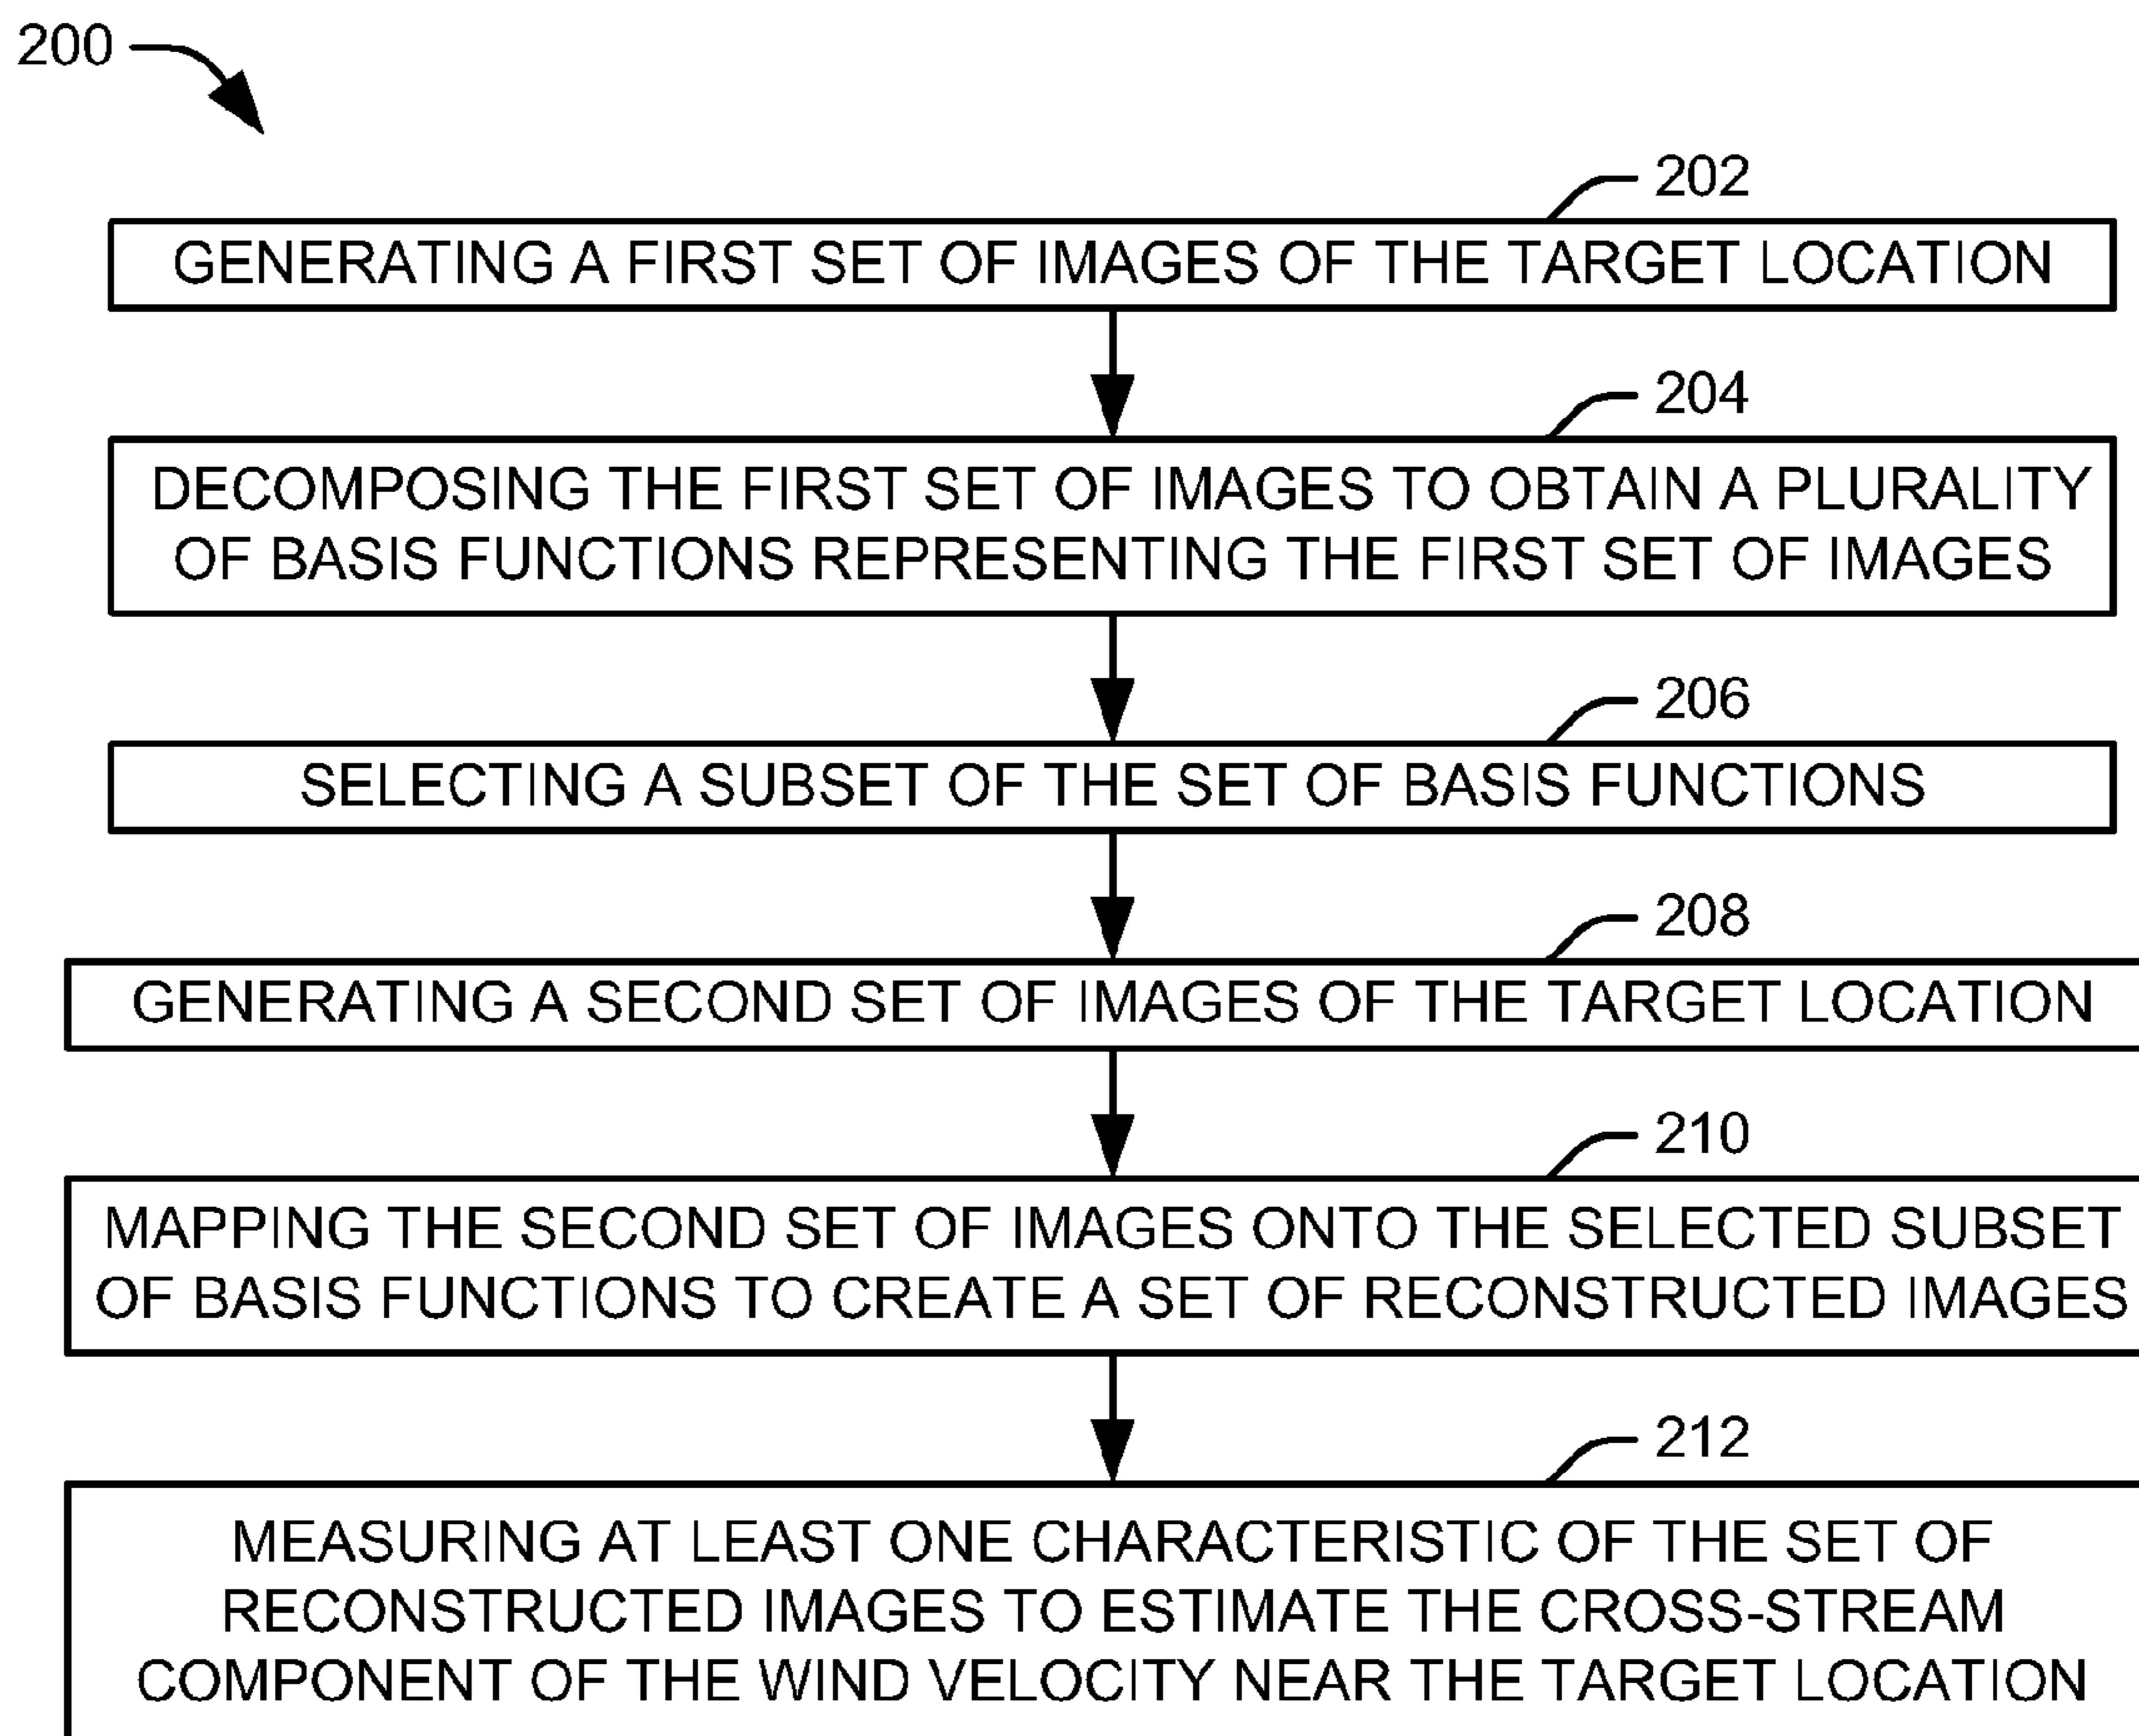 200
202
GENERATING A FIRST SET OF IMAGES OF THE TARGET LOCATION
204
DECOMPOSING THE FIRST SET OF IMAGES TO OBTAIN A PLURALITY
OF BASIS FUNCTIONS REPRESENTING THE FIRST SET OF IMAGES
206
SELECTING A SUBSET OF THE SET OF BASIS FUNCTIONS
208
GENERATING A SECOND SET OF IMAGES OF THE TARGET LOCATION
210
MAPPING THE SECOND SET OF IMAGES ONTO THE SELECTED SUBSET
OF BASIS FUNCTIONS TO CREATE A SET OF RECONSTRUCTED IMAGES
212
MEASURING AT LEAST ONE CHARACTERISTIC OF THE SET OF
RECONSTRUCTED IMAGES TO ESTIMATE THE CROSS-STREAM
COMPONENT OF THE WIND VELOCITY NEAR THE TARGET LOCATION